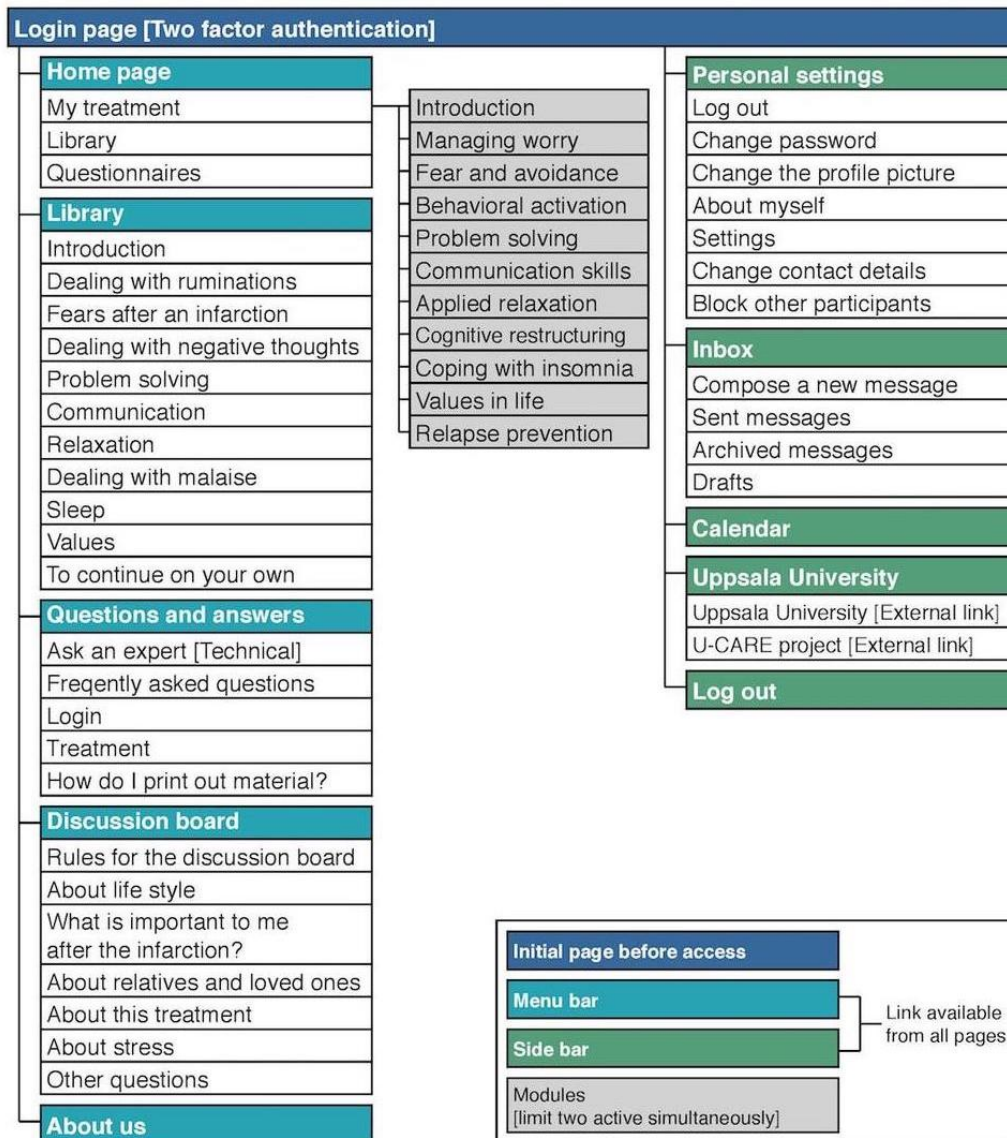 Login page [Two factor authentication]
Home page
My treatment
Library
Questionnaires
Introduction
Managing worry
Fear and avoidance
Behavioral activation
Problem solving
Communication skills
Applied relaxation
Cognitive restructuring
Coping with insomnia
Values in life
Relapse prevention
Library
Introduction
Dealing with ruminations
Fears after an infarction
Dealing with negative thoughts
Problem solving
Communication
Relaxation
Dealing with malaise
Sleep
Values
To continue on your own
Questions and answers
Ask an expert [Technical]
Freqently asked questions
Login
Treatment
How do I print out material?
Discussion board
Rules for the discussion board
About life style
What is important to me
after the infarction?
About relatives and loved ones
About this treatment
About stress
Other questions
About us
Personal settings
Log out
Change password
Change the profile picture
About myself
Settings
Change contact details
Block other participants
Inbox
Compose a new message
Sent messages
Archived messages
Drafts
Calendar
Uppsala University
Uppsala University [External link]
U-CARE project [External link]
Log out
Initial page before access
Menu bar
Side bar
Link available
from all pages
Modules
[limit two active simultaneously]